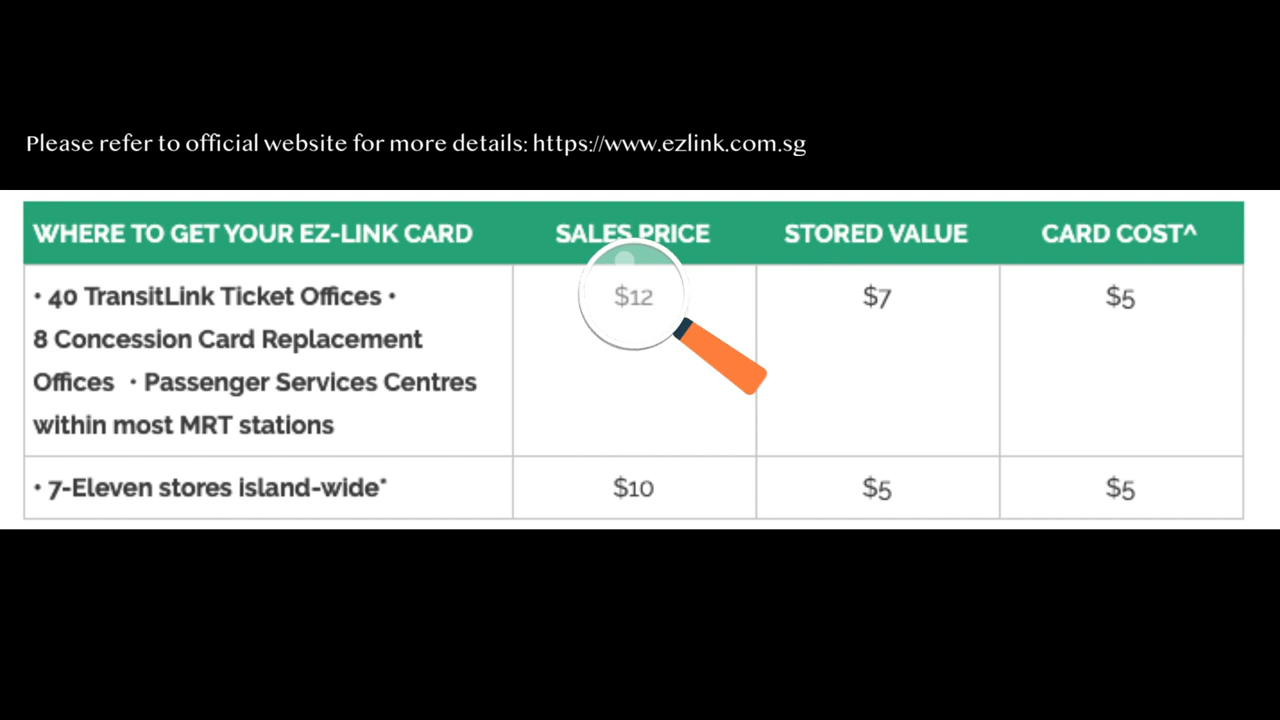 Please refer to official website for more details: https://www.ezlink.com.sg
WHERE TO GET YOUR EZ-LINK CARD SALES PRICE STORED VALUE CARD COST^
• 40 TransitLink Ticket Offices • $12 $7 $5
8 Concession Card Replacement
Offices • Passenger Services Centres
within most MRT stations
• 7-Eleven stores island-wide* $10 $5 $5